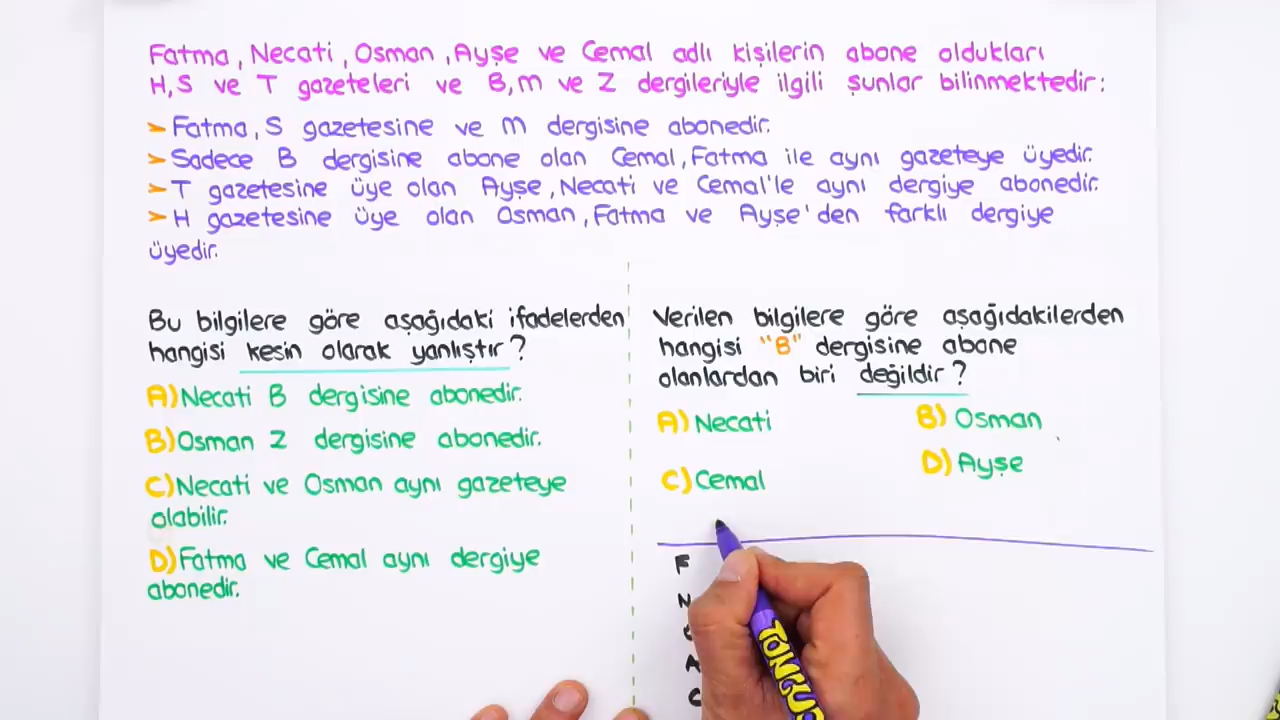 Fatma, Necati, Osman, Ayşe ve Cemal adlı kişilerin abone oldukları
H, S ve T gazeteleri ve B, M ve Z dergileriyle ilgili şunlar bilinmektedir:
➤ Fatma, S gazetesine ve M dergisine abonedir.
➤ Sadece B dergisine abone olan Cemal, Fatma ile aynı gazeteye üyedir.
➤ T gazetesine üye olan Ayşe, Necati ve Cemal'le aynı dergiye abonedir.
➤ H gazetesine üye olan Osman, Fatma ve Ayşe'den farklı dergiye
üyedir.
Bu bilgilere göre aşağıdaki ifadelerden
hangisi kesin olarak yanlıştır?
A) Necati B dergisine abonedir.
B) Osman Z dergisine abonedir.
C) Necati ve Osman aynı gazeteye
olabilir.
D) Fatma ve Cemal aynı dergiye
abonedir.
Verilen bilgilere göre aşağıdakilerden
hangisi "B" dergisine abone
olanlardan biri değildir?
A) Necati B) Osman
C) Cemal D) Ayşe
F
N
A
C